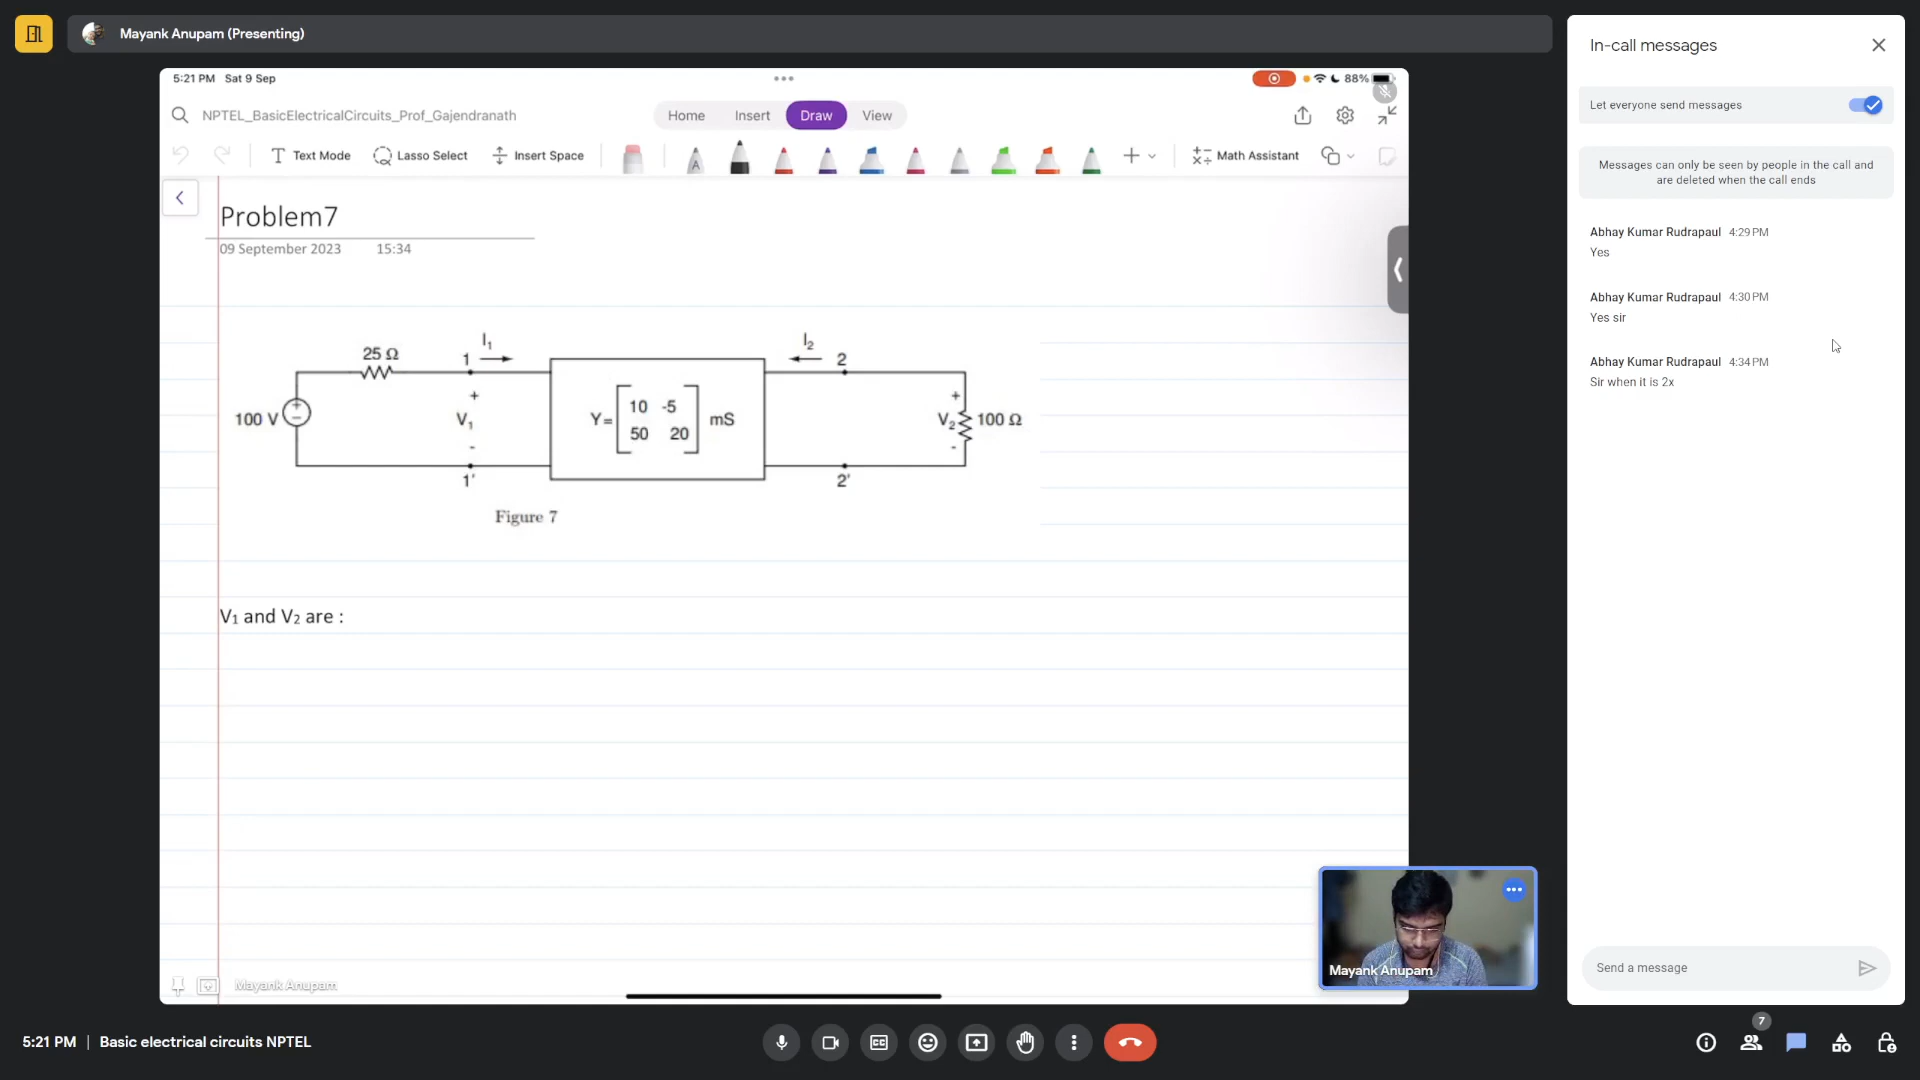 Mayank Anupam (Presenting)
5:21 PM Sat 9 Sep
88%
NPTEL_BasicElectricalCircuits_Prof_Gajendranath
Home Insert Draw View
Text Mode Lasso Select Insert Space A Math Assistant
Problem7
09 September 2023 15:34
25 Ω
1 I₁
I₂ 2
100 V
+
-
+
V₁
-
Y= [ 10 -5
50 20 ] mS
+
V₂ 100 Ω
-
1'
2'
Figure 7
V₁ and V₂ are :
Mayank Anupam
Mayank Anupam
In-call messages
Let everyone send messages
Messages can only be seen by people in the call and
are deleted when the call ends
Abhay Kumar Rudrapaul 4:29 PM
Yes
Abhay Kumar Rudrapaul 4:30 PM
Yes sir
Abhay Kumar Rudrapaul 4:34 PM
Sir when it is 2x
Send a message
5:21 PM | Basic electrical circuits NPTEL
CC
7